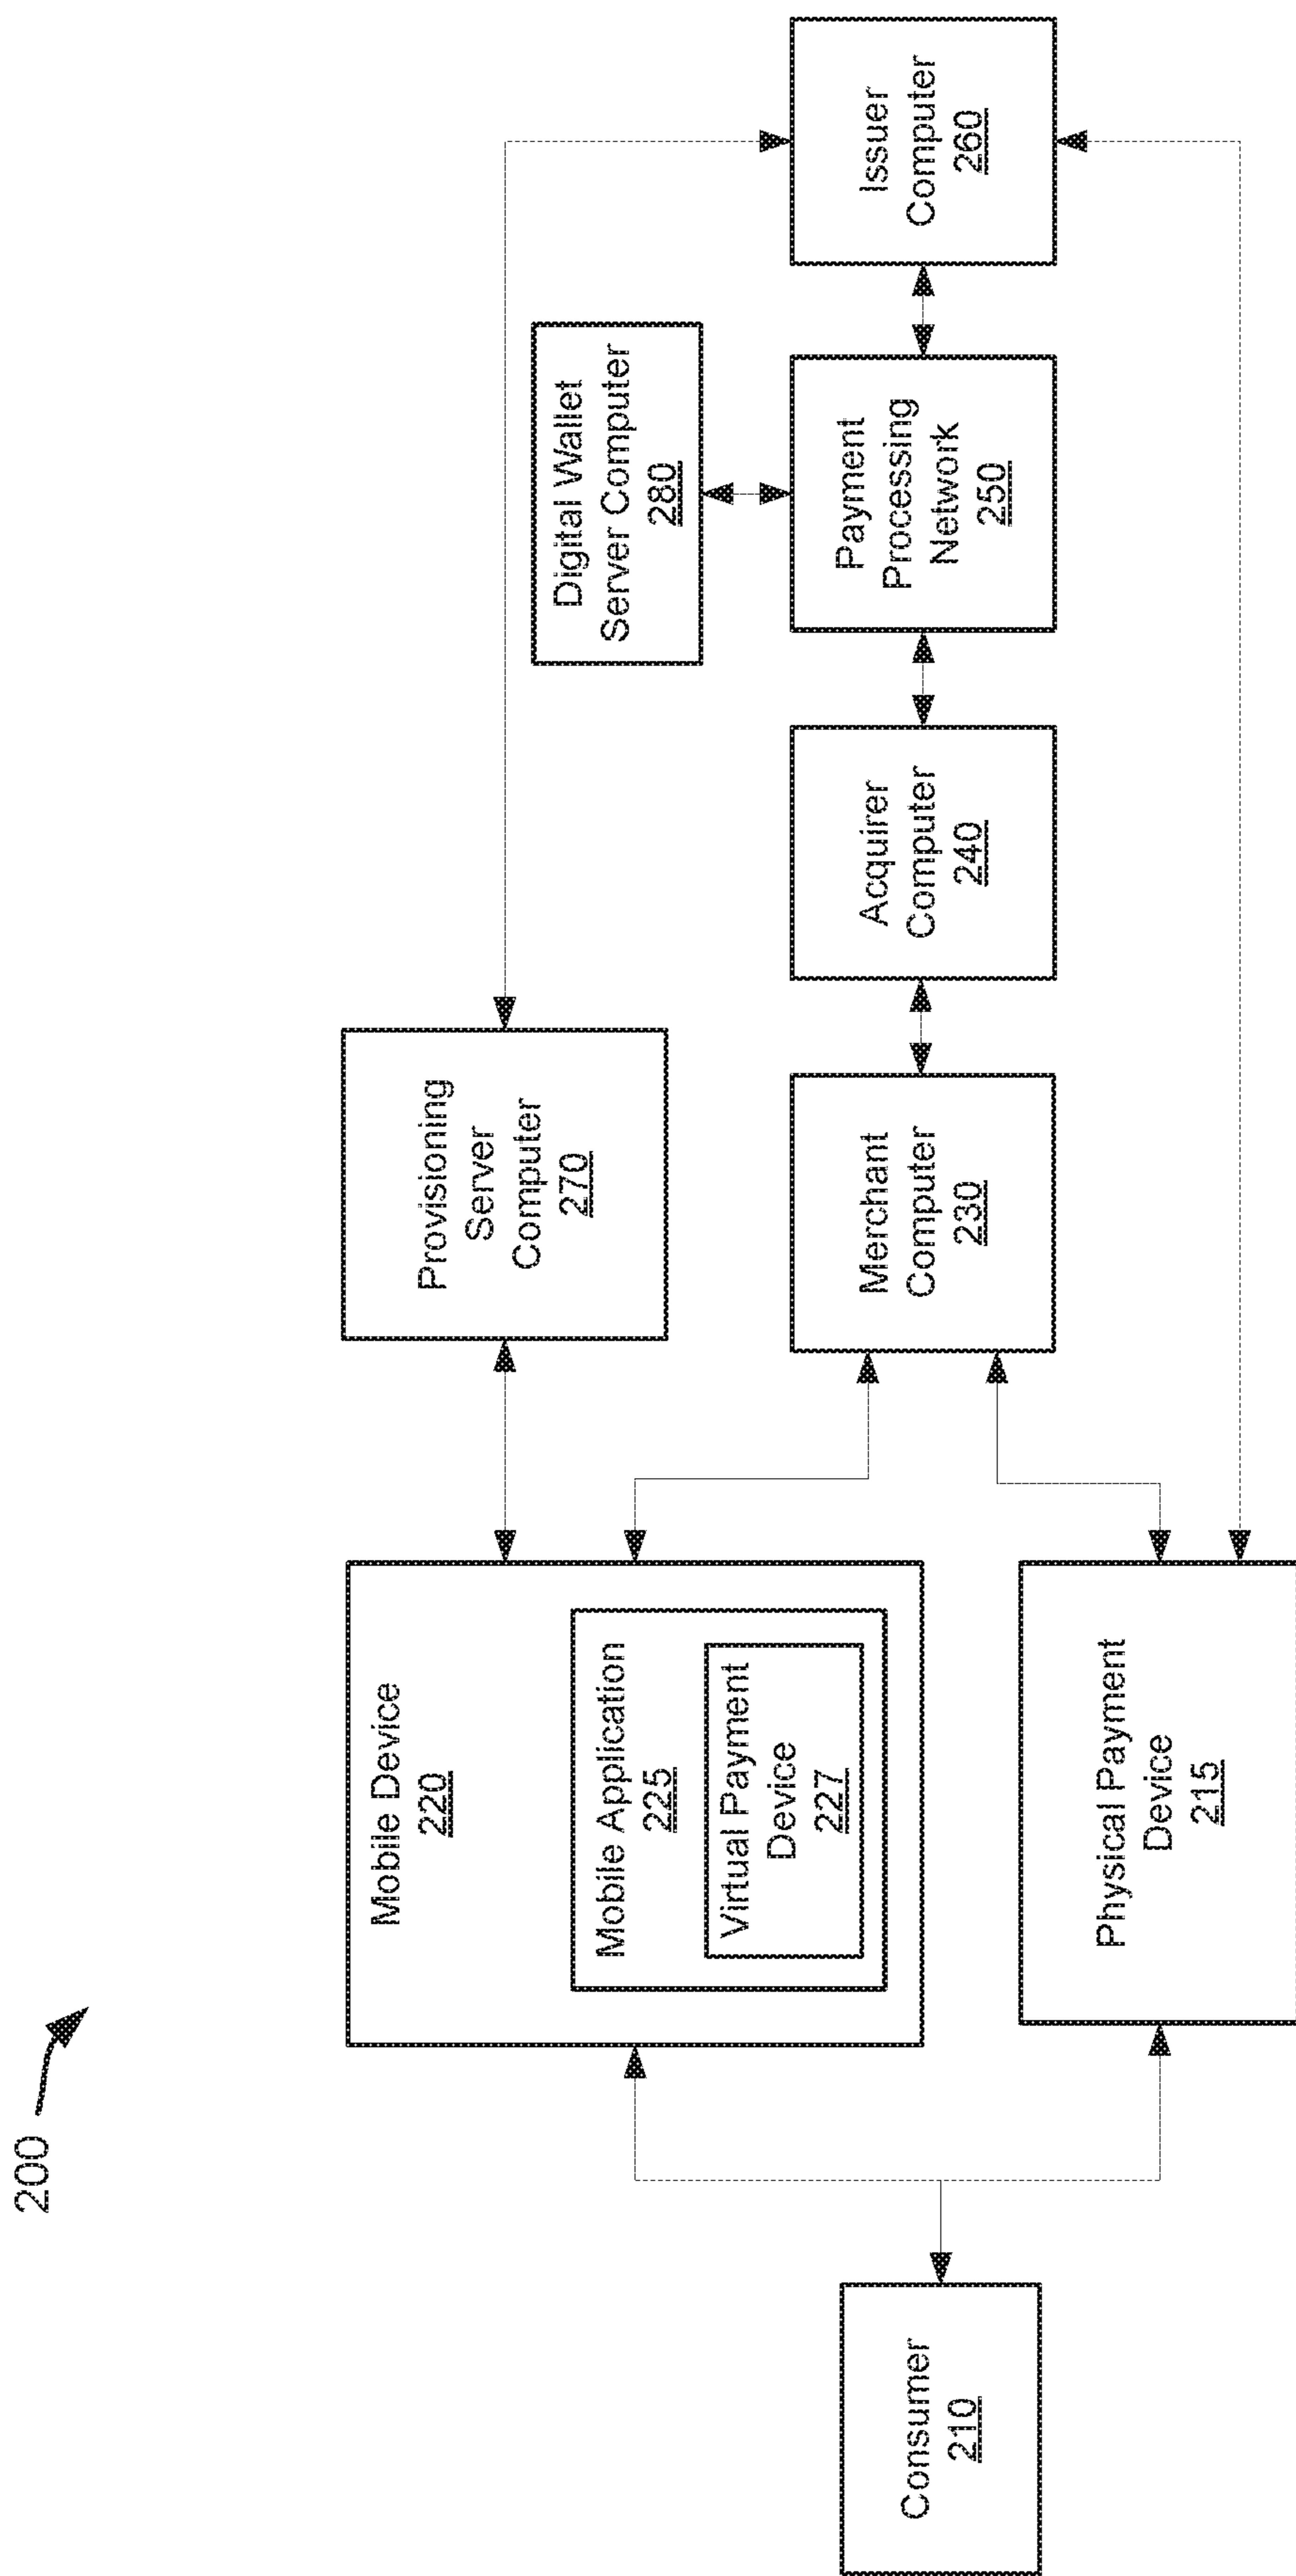 200
Consumer
210
Mobile Device
220
Mobile Application
225
Virtual Payment
Device
227
Physical Payment
Device
215
Provisioning
Server
Computer
270
Merchant
Computer
230
Acquirer
Computer
240
Digital Wallet
Server Computer
280
Payment
Processing
Network
250
Issuer
Computer
260